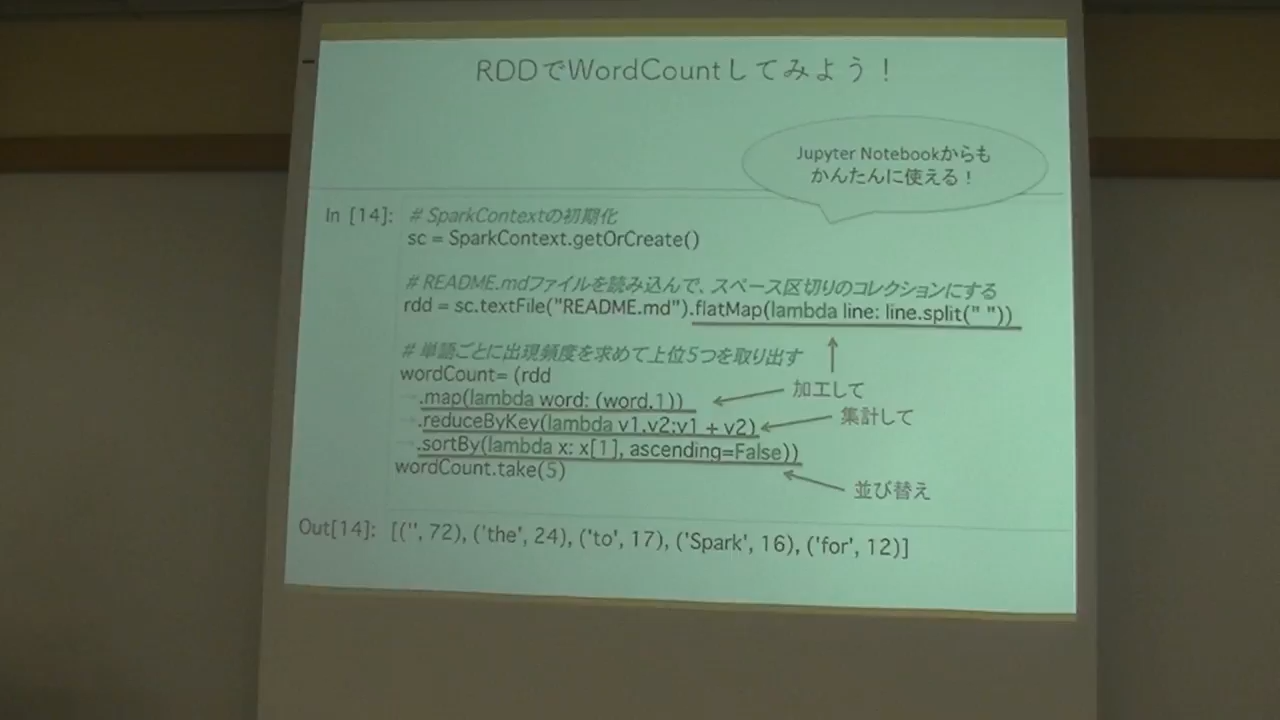 RDDでWordCountしてみよう！
Jupyter Notebookからも
かんたんに使える！
In [14]:
# SparkContextの初期化
sc = SparkContext.getOrCreate()
# README.mdファイルを読み込んで、スペース区切りのコレクションにする
rdd = sc.textFile("README.md").flatMap(lambda line: line.split(" "))
# 単語ごとに出現頻度を求めて上位5つを取り出す
wordCount= (rdd
.map(lambda word: (word,1))
加工して
.reduceByKey(lambda v1,v2:v1 + v2)
集計して
.sortBy(lambda x: x[1], ascending=False))
wordCount.take(5)
並び替え
Out[14]: [('', 72), ('the', 24), ('to', 17), ('Spark', 16), ('for', 12)]